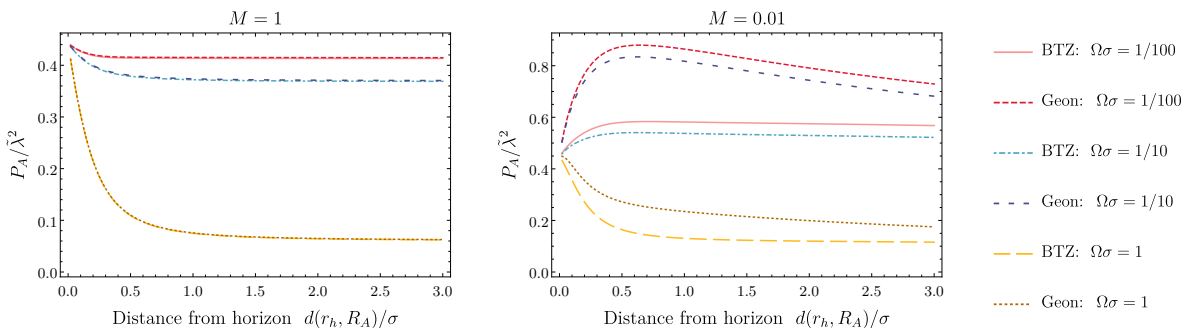 M = 1
0.4
0.3
0.2
0.1
0.0
P_A/λ̃²
0.0 0.5 1.0 1.5 2.0 2.5 3.0
Distance from horizon d(r_h, R_A)/σ
M = 0.01
0.8
0.6
0.4
0.2
0.0
P_A/λ̃²
0.0 0.5 1.0 1.5 2.0 2.5 3.0
Distance from horizon d(r_h, R_A)/σ
BTZ: Ωσ = 1/100
Geon: Ωσ = 1/100
BTZ: Ωσ = 1/10
Geon: Ωσ = 1/10
BTZ: Ωσ = 1
Geon: Ωσ = 1